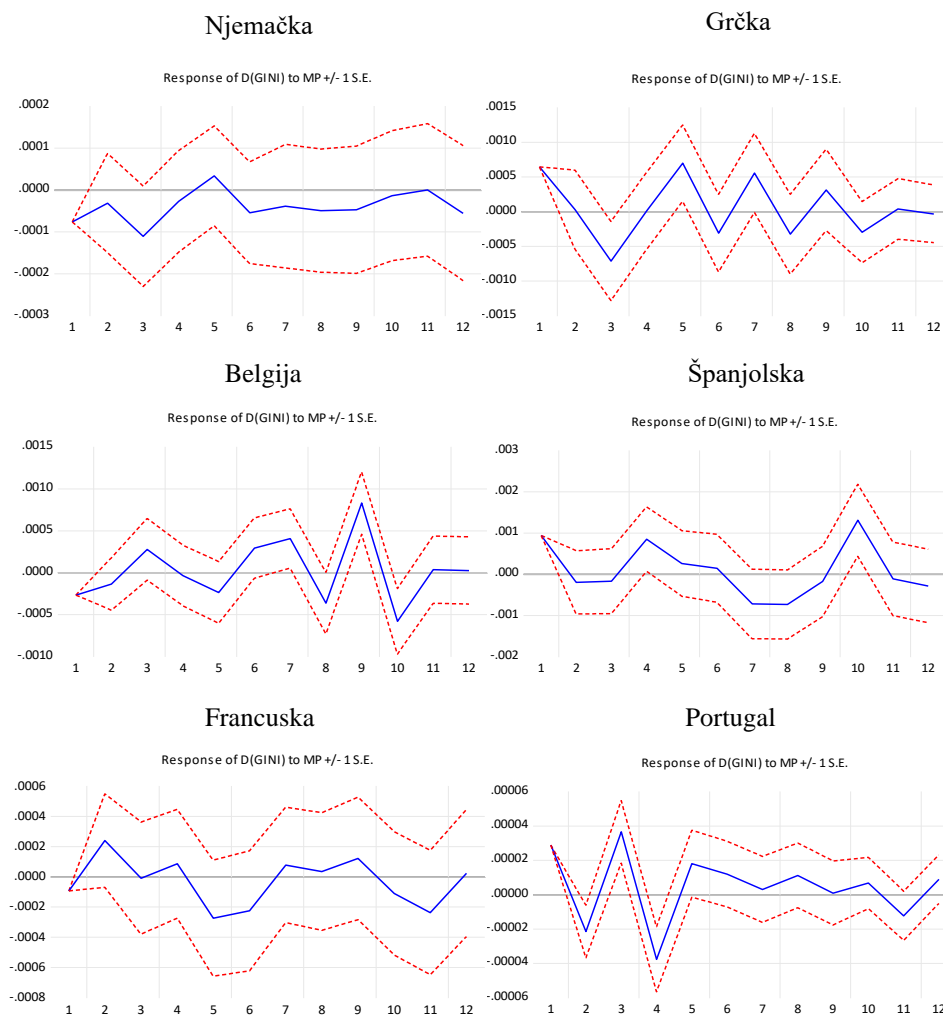 Njemačka
Response of D(GINI) to MP +/- 1 S.E.
.0002
.0001
.0000
-.0001
-.0002
-.0003
1 2 3 4 5 6 7 8 9 10 11 12
Grčka
Response of D(GINI) to MP +/- 1 S.E.
.0015
.0010
.0005
.0000
-.0005
-.0010
-.0015
1 2 3 4 5 6 7 8 9 10 11 12
Belgija
Response of D(GINI) to MP +/- 1 S.E.
.0015
.0010
.0005
.0000
-.0005
-.0010
1 2 3 4 5 6 7 8 9 10 11 12
Španjolska
Response of D(GINI) to MP +/- 1 S.E.
.003
.002
.001
.000
-.001
-.002
1 2 3 4 5 6 7 8 9 10 11 12
Francuska
Response of D(GINI) to MP +/- 1 S.E.
.0006
.0004
.0002
.0000
-.0002
-.0004
-.0006
-.0008
1 2 3 4 5 6 7 8 9 10 11 12
Portugal
Response of D(GINI) to MP +/- 1 S.E.
.00006
.00004
.00002
.00000
-.00002
-.00004
-.00006
1 2 3 4 5 6 7 8 9 10 11 12